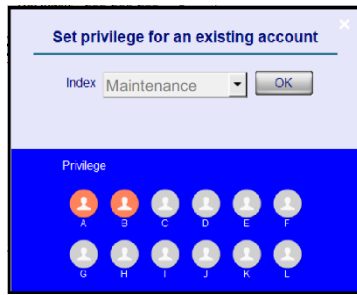 Set privilege for an existing account
Index Maintenance OK
Privilege
A B C D E F
G H I J K L